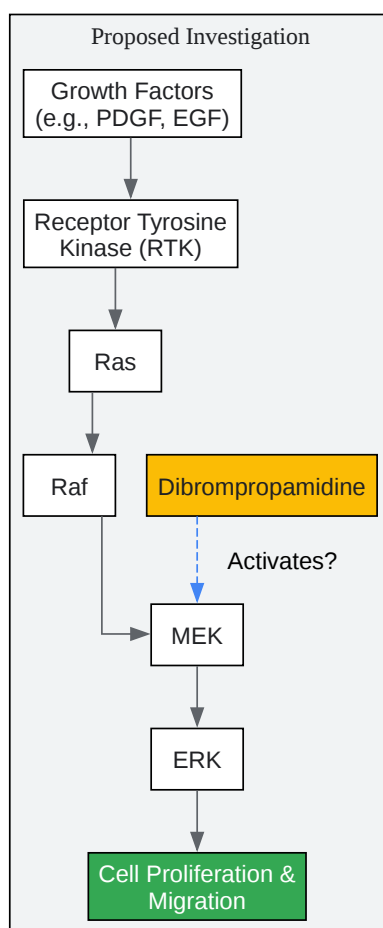 Proposed Investigation
Growth Factors
(e.g., PDGF, EGF)
Receptor Tyrosine
Kinase (RTK)
Ras
Raf
Dibrompropamidine
Activates?
MEK
ERK
Cell Proliferation &
Migration